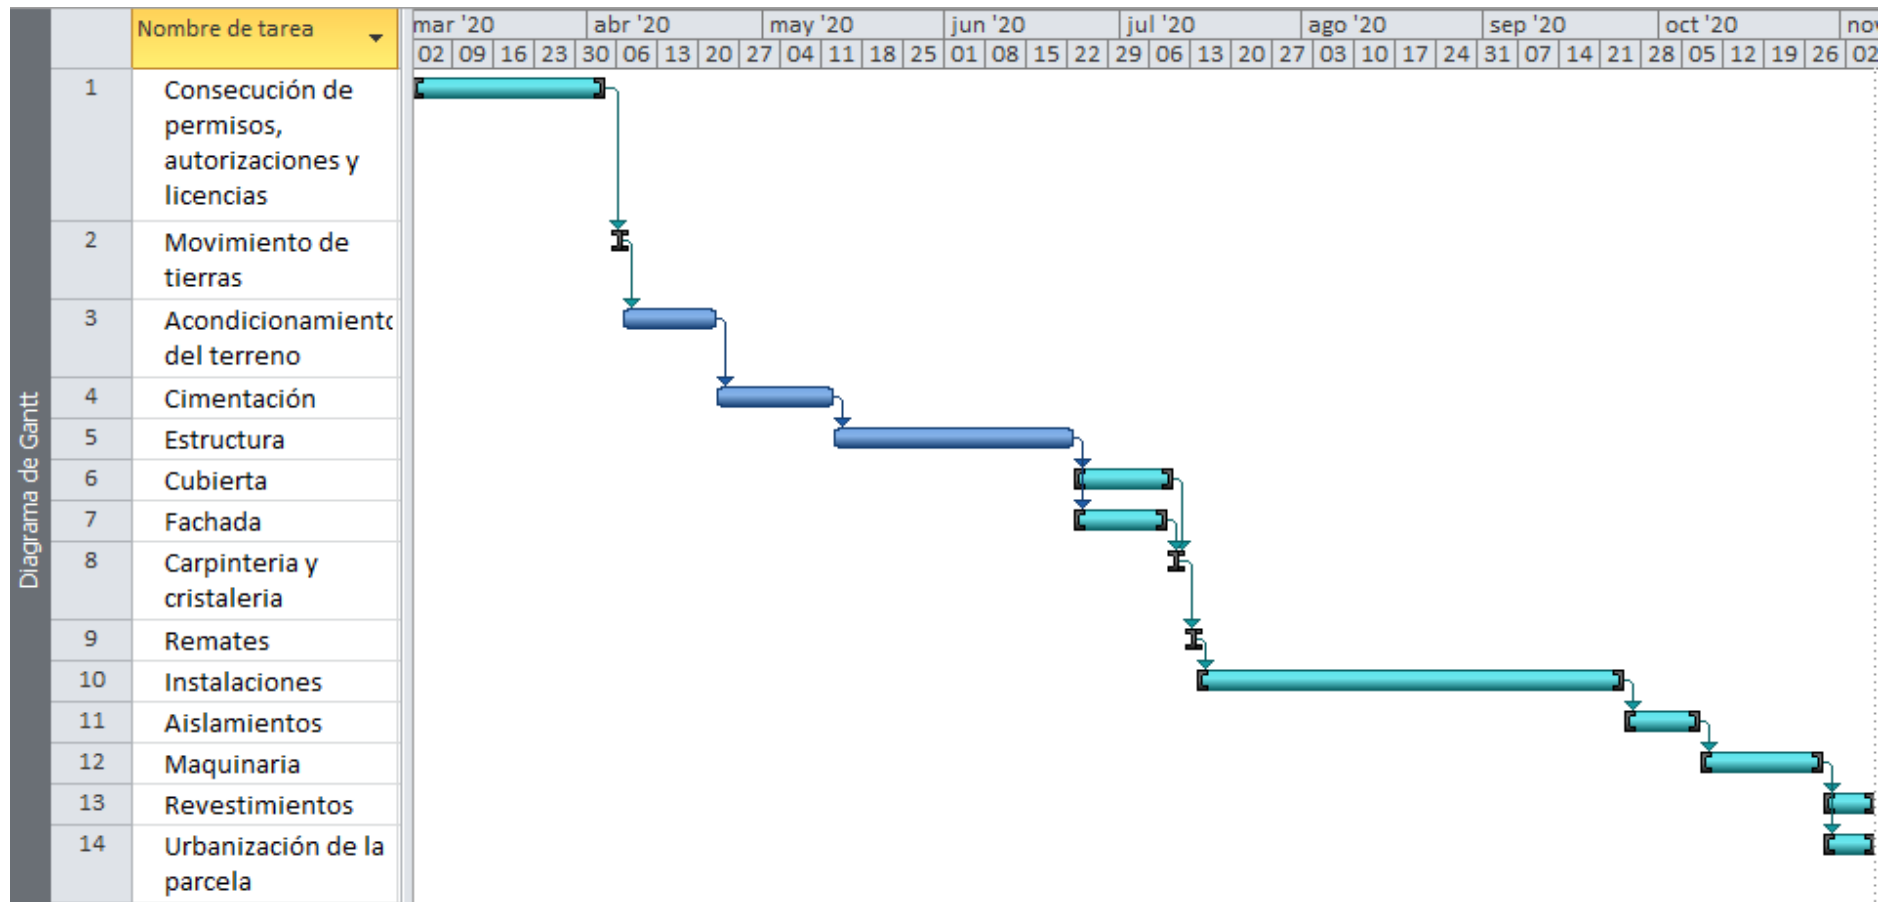 Nombre de tarea
mar '20 abr '20 may '20 jun '20 jul '20 ago '20 sep '20 oct '20 nov
02 09 16 23 30 06 13 20 27 04 11 18 25 01 08 15 22 29 06 13 20 27 03 10 17 24 31 07 14 21 28 05 12 19 26 02
Diagrama de Gantt
1 Consecución de
permisos,
autorizaciones y
licencias
2 Movimiento de
tierras
3 Acondicionamiento
del terreno
4 Cimentación
5 Estructura
6 Cubierta
7 Fachada
8 Carpinteria y
cristaleria
9 Remates
10 Instalaciones
11 Aislamientos
12 Maquinaria
13 Revestimientos
14 Urbanización de la
parcela